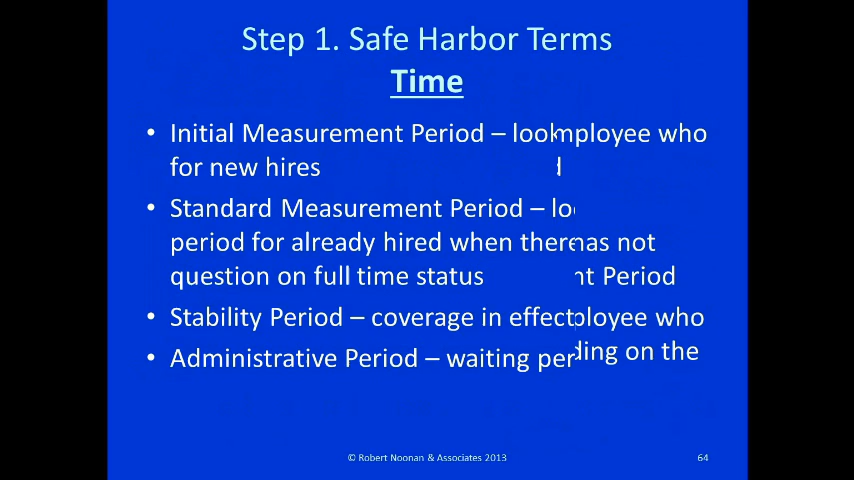 Step 1. Safe Harbor Terms
Time
• Initial Measurement Period – look mployee who
for new hires
• Standard Measurement Period – lo
period for already hired when there has not
question on full time status nt Period
• Stability Period – coverage in effect ployee who
• Administrative Period – waiting per ding on the
© Robert Noonan & Associates 2013 64